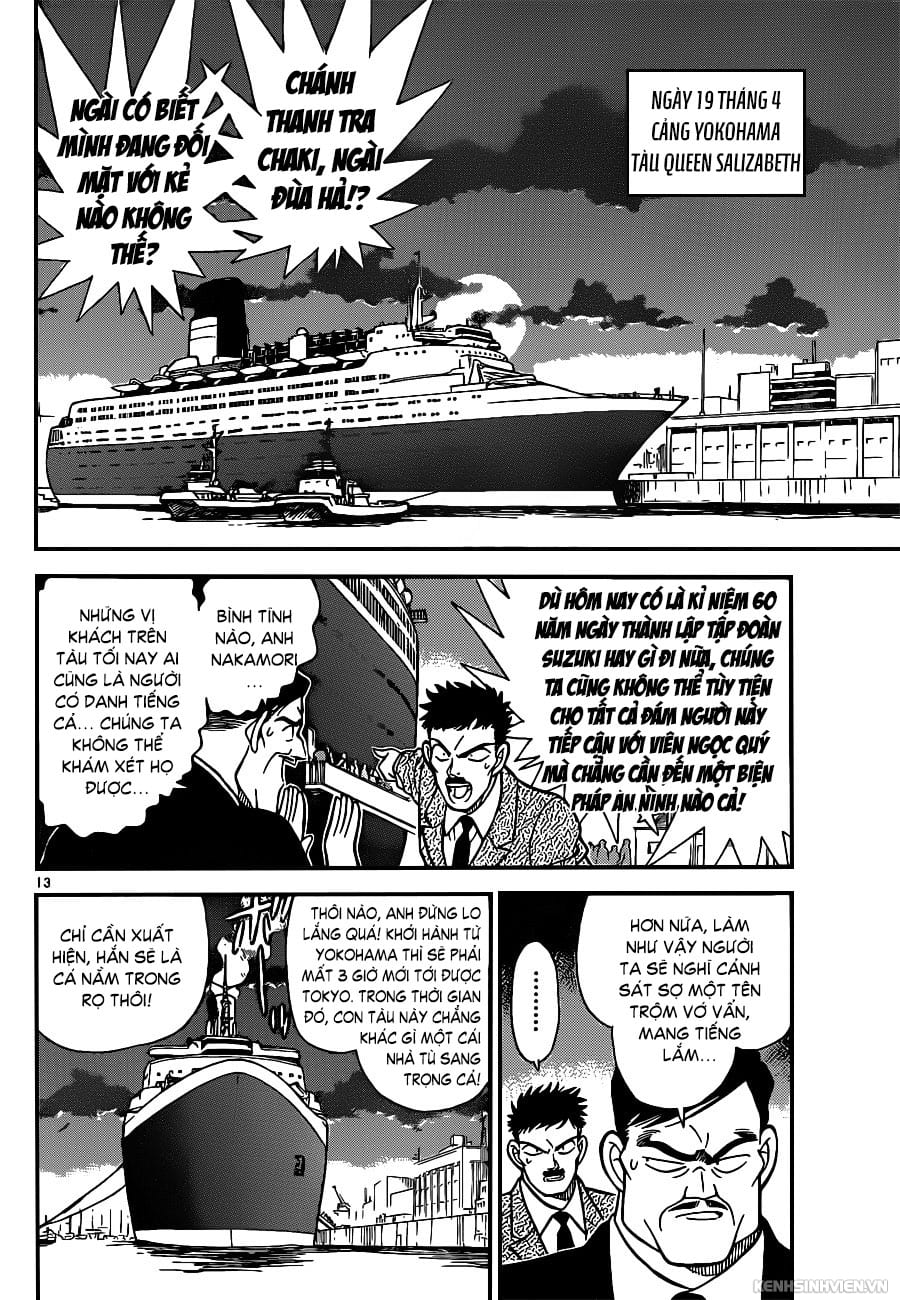 NGÀY 19 THÁNG 4
CẢNG YOKOHAMA
TÀU QUEEN SALIZABETH
CHÁNH
THANH TRA
CHAKI, NGÀI
ĐÙA HẢ!?
NGÀI CÓ BIẾT
MÌNH ĐANG ĐỐI
MẶT VỚI KẺ
NÀO KHÔNG
THẾ?
DÙ HÔM NAY CÓ LÀ KỈ NIỆM 60
NĂM NGÀY THÀNH LẬP TẬP ĐOÀN
SUZUKI HAY GÌ ĐI NỮA, CHÚNG
TA CŨNG KHÔNG THỂ TÙY TIỆN
CHO TẤT CẢ ĐÁM NGƯỜI NÀY
TIẾP CẬN VỚI VIÊN NGỌC QUÝ
MÀ CHẲNG CẦN ĐẾN MỘT BIỆN
PHÁP AN NINH NÀO CẢ!
BÌNH TĨNH
NÀO, ANH
NAKAMORI
...
NHỮNG VỊ
KHÁCH TRÊN
TÀU TỐI NAY AI
CŨNG LÀ NGƯỜI
CÓ DANH TIẾNG
CẢ... CHÚNG TA
KHÔNG THỂ
KHÁM XÉT HỌ
ĐƯỢC...
13
HƠN NỮA, LÀM
NHƯ VẬY NGƯỜI
TA SẼ NGHĨ CẢNH
SÁT SỢ MỘT TÊN
TRỘM VỚ VẨN,
MANG TIẾNG
LẮM...
........
THÔI NÀO, ANH ĐỪNG LO
LẮNG QUÁ! KHỞI HÀNH TỪ
YOKOHAMA THÌ SẼ PHẢI
MẤT 3 GIỜ MỚI TỚI ĐƯỢC
TOKYO. TRONG THỜI GIAN
ĐÓ, CON TÀU NÀY CHẲNG
KHÁC GÌ MỘT CÁI
NHÀ TÙ SANG
TRỌNG CẢ!
CHỈ CẦN XUẤT
HIỆN, HẮN SẼ LÀ
CÁ NẰM TRONG
RỌ THÔI!
KENHSINHVIEN.VN